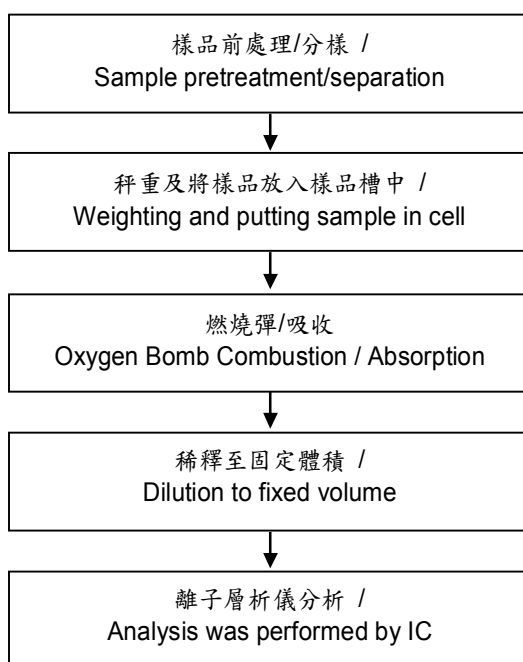 樣品前處理/分樣 /
Sample pretreatment/separation
秤重及將樣品放入樣品槽中 /
Weighting and putting sample in cell
燃燒彈/吸收
Oxygen Bomb Combustion / Absorption
稀釋至固定體積 /
Dilution to fixed volume
離子層析儀分析 /
Analysis was performed by IC